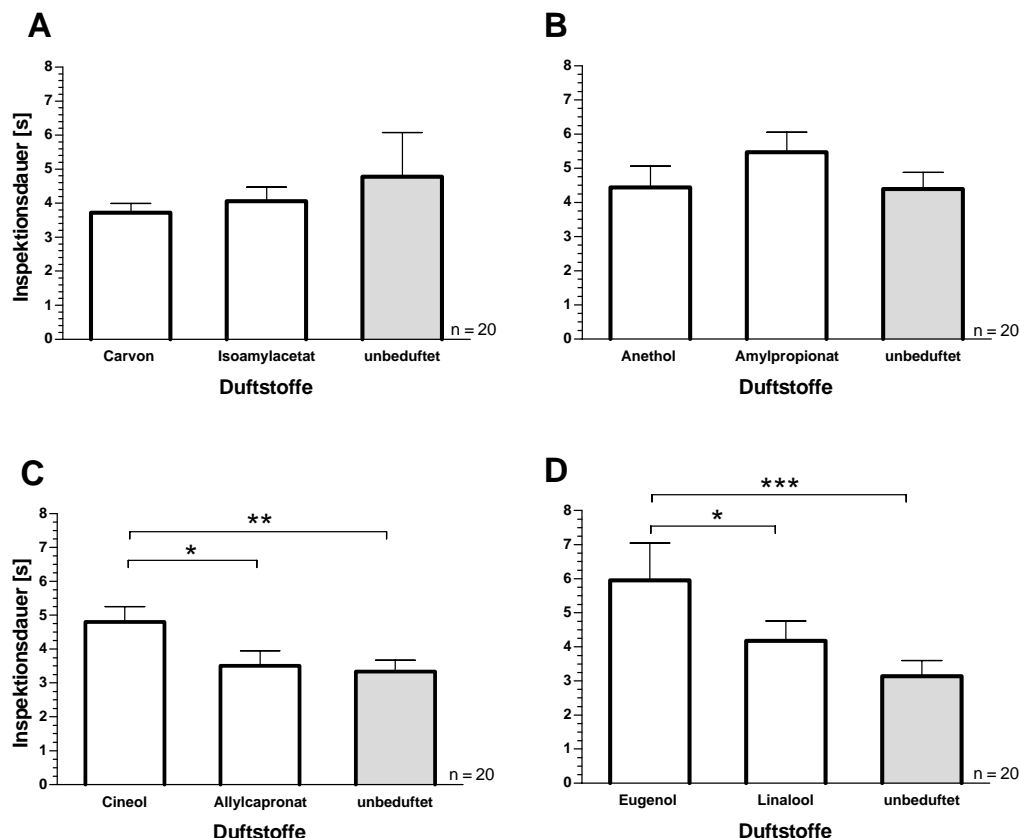 A
Inspektionsdauer [s]
8
7
6
5
4
3
2
1
0
n = 20
Carvon Isoamylacetat unbeduftet
Duftstoffe
B
8
7
6
5
4
3
2
1
0
n = 20
Anethol Amylpropionat unbeduftet
Duftstoffe
C
Inspektionsdauer [s]
**
*
8
7
6
5
4
3
2
1
0
n = 20
Cineol Allylcapronat unbeduftet
Duftstoffe
D
***
*
8
7
6
5
4
3
2
1
0
n = 20
Eugenol Linalool unbeduftet
Duftstoffe